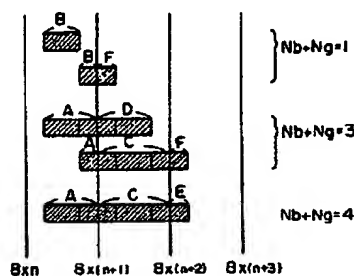 B
B F
Nb+Ng=1
A D
A C F
Nb+Ng=3
A C E
Nb+Ng=4
8xn 8x(n+1) 8x(n+2) 8x(n+3)